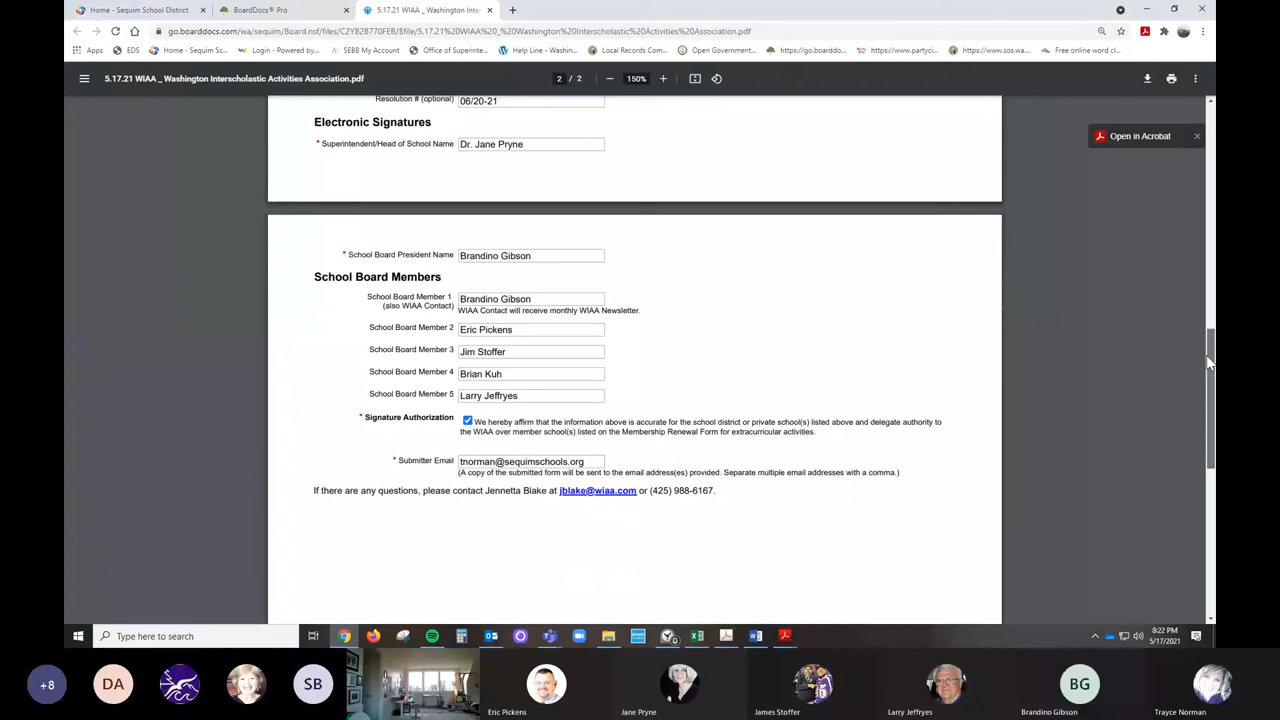 Home - Sequim School District
BoardDocs® Pro
5.17.21 WIAA _ Washington Inter
go.boarddocs.com/wa/sequim/Board.nsf/files/C2YB2B770FEB/$file/5.17.21%20WIAA%20_%20Washington%20Interscholastic%20Activities%20Association.pdf
Apps
EDS
Home - Sequim Sc...
Login - Powered by...
SEBB My Account
Office of Superinte...
Help Line - Washin...
Local Records Com...
Open Government...
https://go.boarddo...
https://www.partyci...
https://www.sos.wa...
Free online word cl...
5.17.21 WIAA _ Washington Interscholastic Activities Association.pdf
2 / 2
150%
Open in Acrobat
Resolution # (optional) 06/20-21
Electronic Signatures
* Superintendent/Head of School Name Dr. Jane Pryne
* School Board President Name Brandino Gibson
School Board Members
School Board Member 1 Brandino Gibson
(also WIAA Contact) WIAA Contact will receive monthly WIAA Newsletter.
School Board Member 2 Eric Pickens
School Board Member 3 Jim Stoffer
School Board Member 4 Brian Kuh
School Board Member 5 Larry Jeffryes
* Signature Authorization We hereby affirm that the information above is accurate for the school district or private school(s) listed above and delegate authority to
the WIAA over member school(s) listed on the Membership Renewal Form for extracurricular activities.
* Submitter Email tnorman@sequimschools.org
(A copy of the submitted form will be sent to the email address(es) provided. Separate multiple email addresses with a comma.)
If there are any questions, please contact Jennetta Blake at jblake@wiaa.com or (425) 988-6167.
Type here to search
8:22 PM
5/17/2021
+8
DA
SB
BG
Eric Pickens
Jane Pryne
James Stoffer
Larry Jeffryes
Brandino Gibson
Trayce Norman